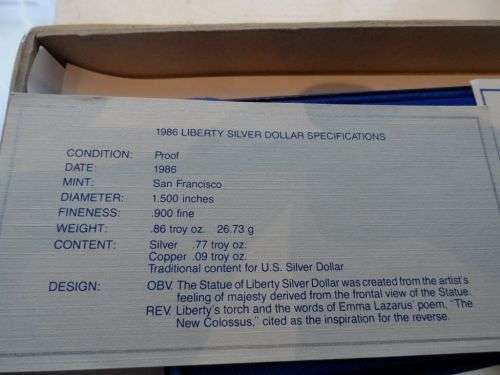 1986 LIBERTY SILVER DOLLAR SPECIFICATIONS
CONDITION: Proof
DATE: 1986
MINT: San Francisco
DIAMETER: 1.500 inches
FINENESS: .900 fine
WEIGHT: .86 troy oz. 26.73 g
CONTENT: Silver .77 troy oz.
Copper .09 troy oz.
Traditional content for U.S. Silver Dollar
DESIGN: OBV. The Statue of Liberty Silver Dollar was created from the artist's
feeling of majesty derived from the frontal view of the Statue.
REV. Liberty's torch and the words of Emma Lazarus' poem, "The
New Colossus," cited as the inspiration for the reverse.